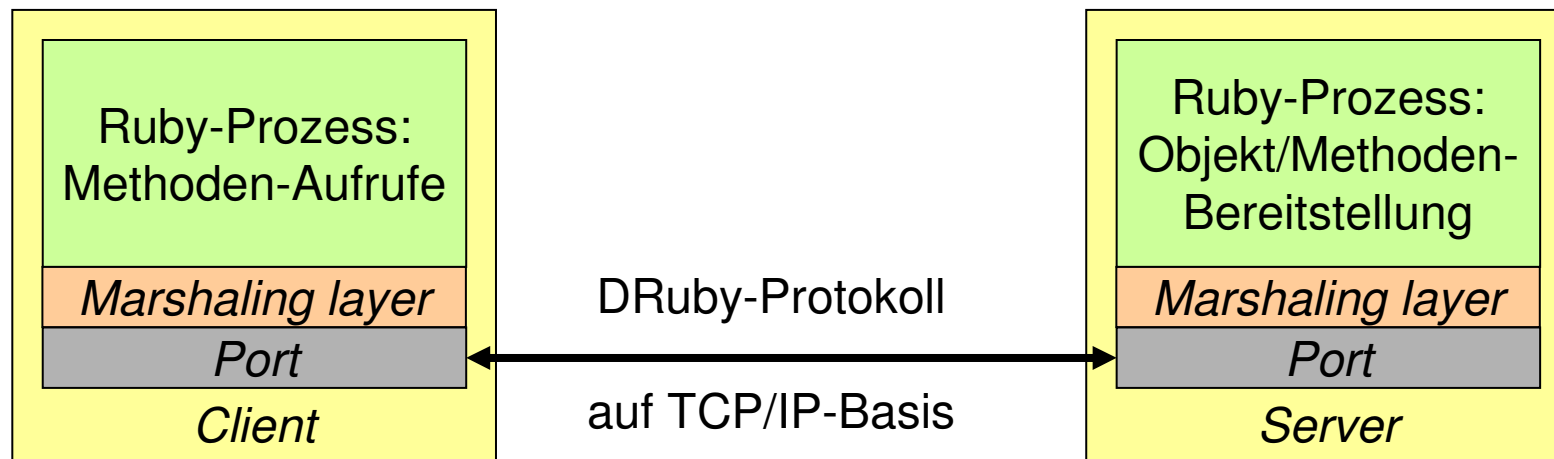 Ruby-Prozess:
Methoden-Aufrufe
Marshaling layer
Port
Client
DRuby-Protokoll
auf TCP/IP-Basis
Ruby-Prozess:
Objekt/Methoden-
Bereitstellung
Marshaling layer
Port
Server